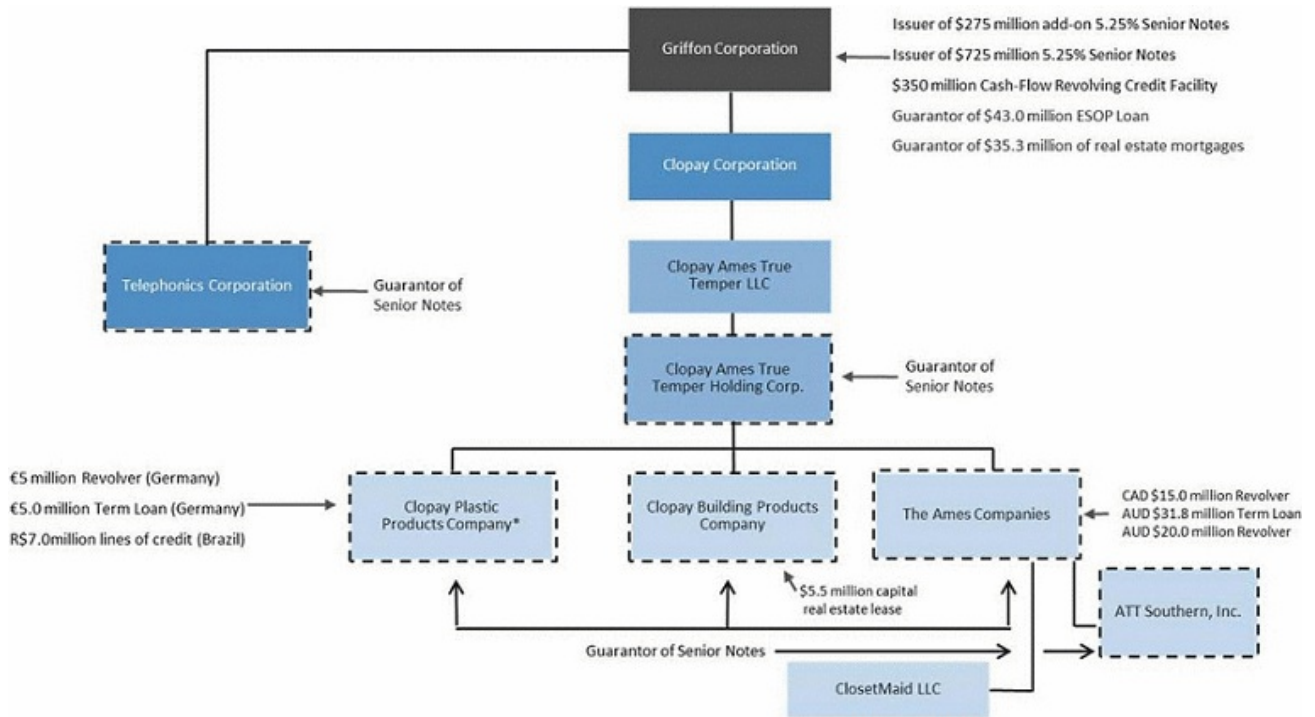 Griffon Corporation
Issuer of $275 million add-on 5.25% Senior Notes
Issuer of $725 million 5.25% Senior Notes
$350 million Cash-Flow Revolving Credit Facility
Guarantor of $43.0 million ESOP Loan
Guarantor of $35.3 million of real estate mortgages
Clopay Corporation
Telephonics Corporation
Guarantor of
Senior Notes
Clopay Ames True
Temper LLC
Clopay Ames True
Temper Holding Corp.
Guarantor of
Senior Notes
€5 million Revolver (Germany)
€5.0 million Term Loan (Germany)
R$7.0million lines of credit (Brazil)
Clopay Plastic
Products Company*
Clopay Building Products
Company
The Ames Companies
CAD $15.0 million Revolver
AUD $31.8 million Term Loan
AUD $20.0 million Revolver
$5.5 million capital
real estate lease
ATT Southern, Inc.
Guarantor of Senior Notes
ClosetMaid LLC